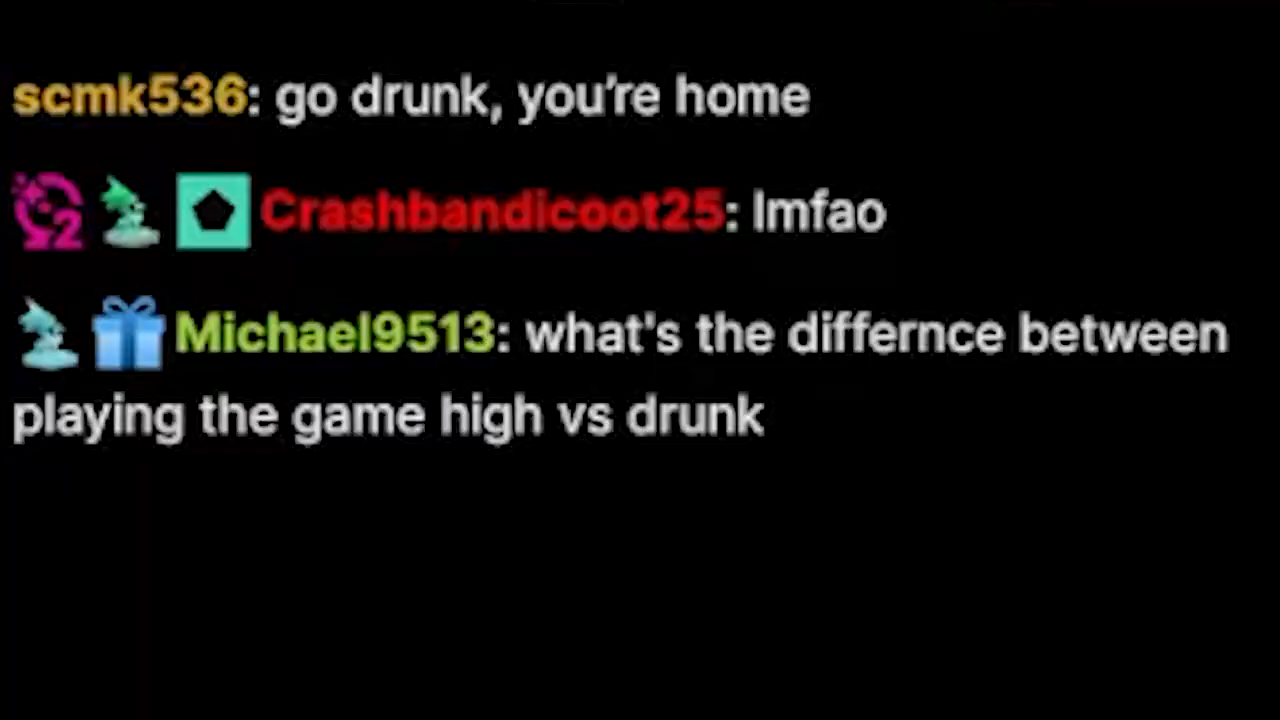 scmk536: go drunk, you’re home
Crashbandicoot25: lmfao
Michael9513: what's the differnce between
playing the game high vs drunk